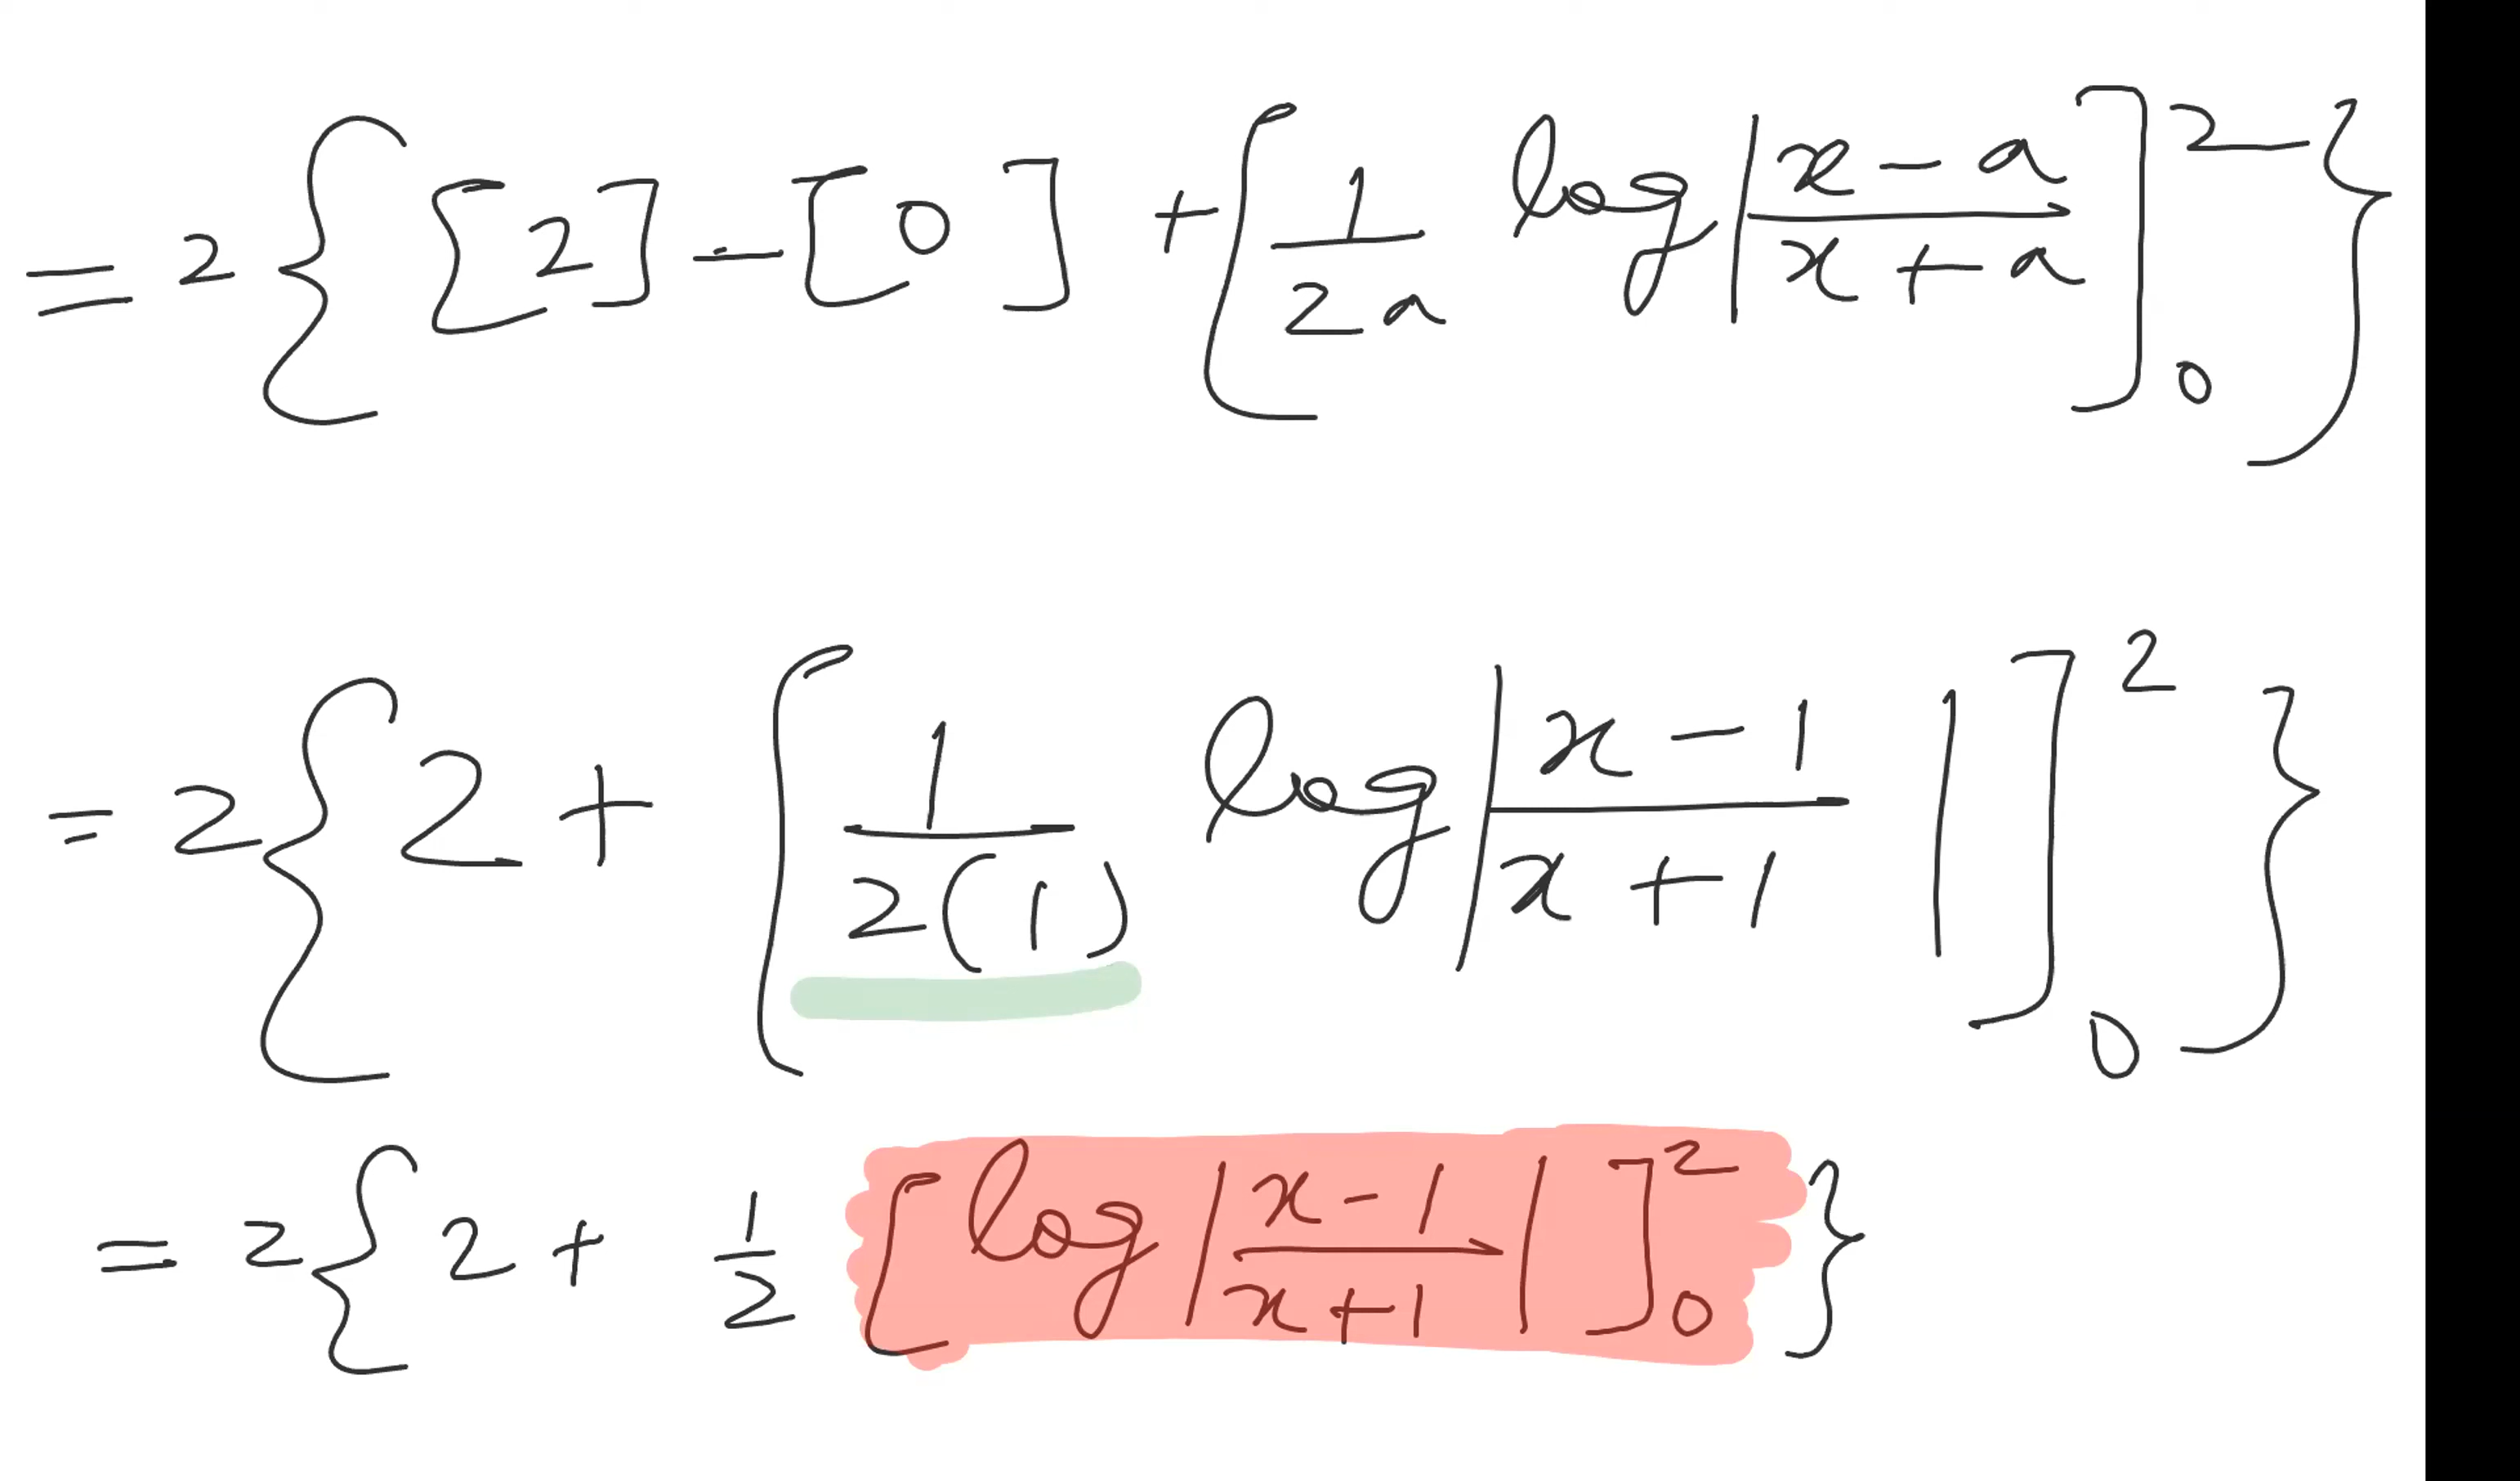 = 2 { [2] - [0] + [ 1/2a log | x - a / x + a ]₀² }
= 2 { 2 + [ 1/2(1) log | x - 1 / x + 1 | ]₀² }
= 2 { 2 + 1/2 [ log | x - 1 / x + 1 | ]₀² }